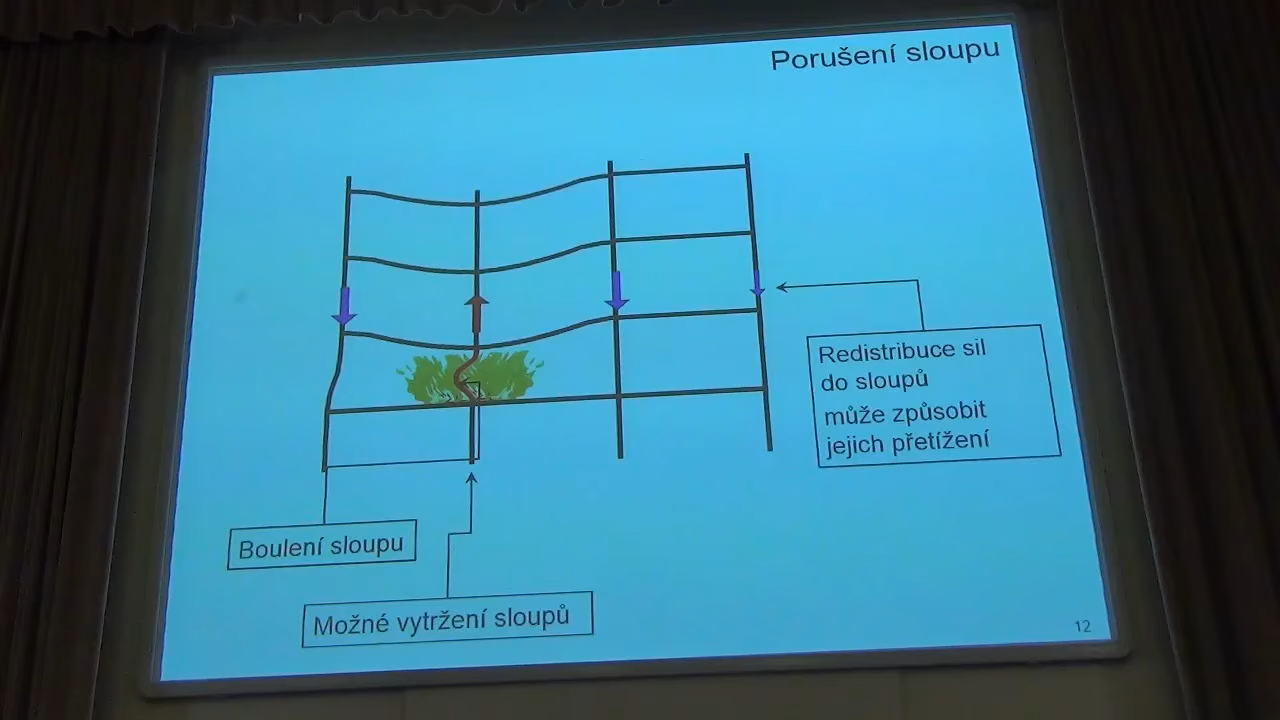 Porušení sloupu
Redistribuce sil
do sloupů
může způsobit
jejich přetížení
Boulení sloupu
Možné vytržení sloupů
12